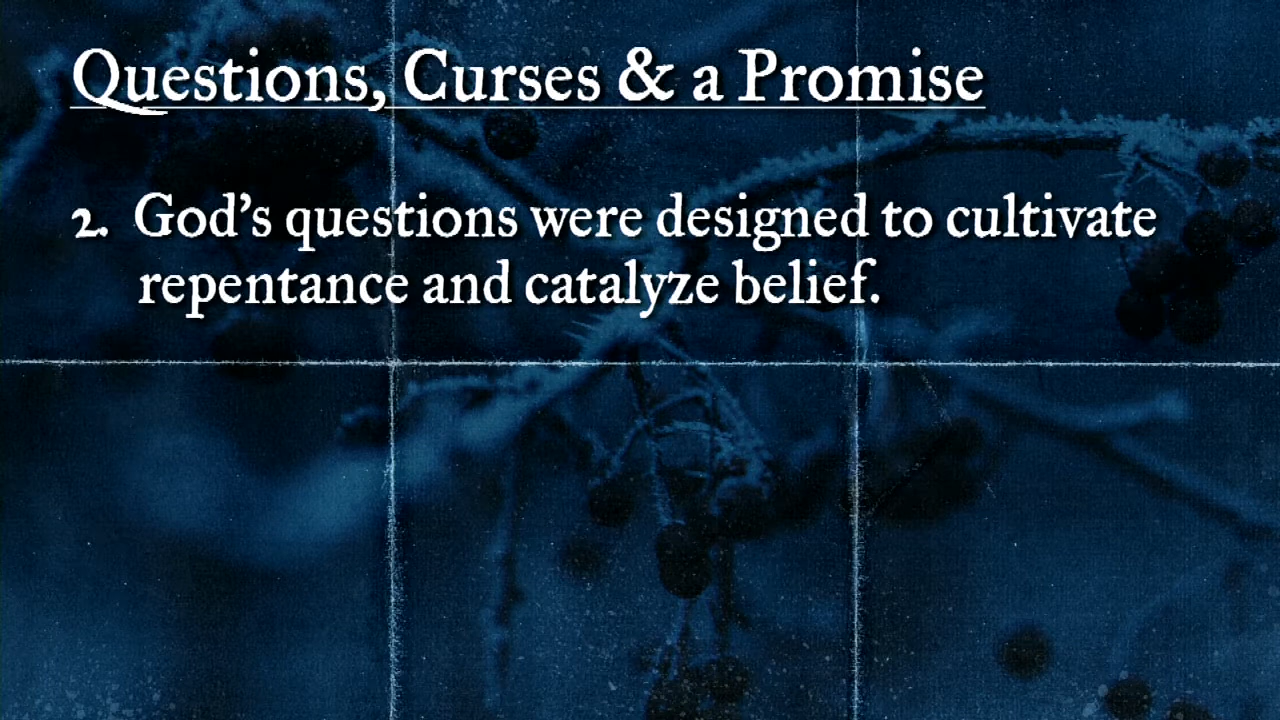 Questions, Curses & a Promise
2. God's questions were designed to cultivate
repentance and catalyze belief.